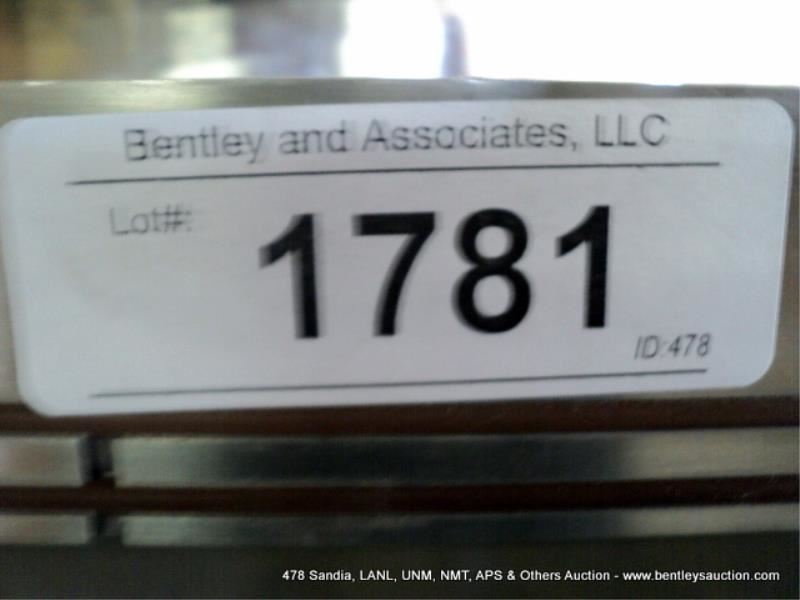 Bentley and Associates, LLC
Lot#:
1781
ID:478
478 Sandia, LANL, UNM, NMT, APS & Others Auction - www.bentleysauction.com